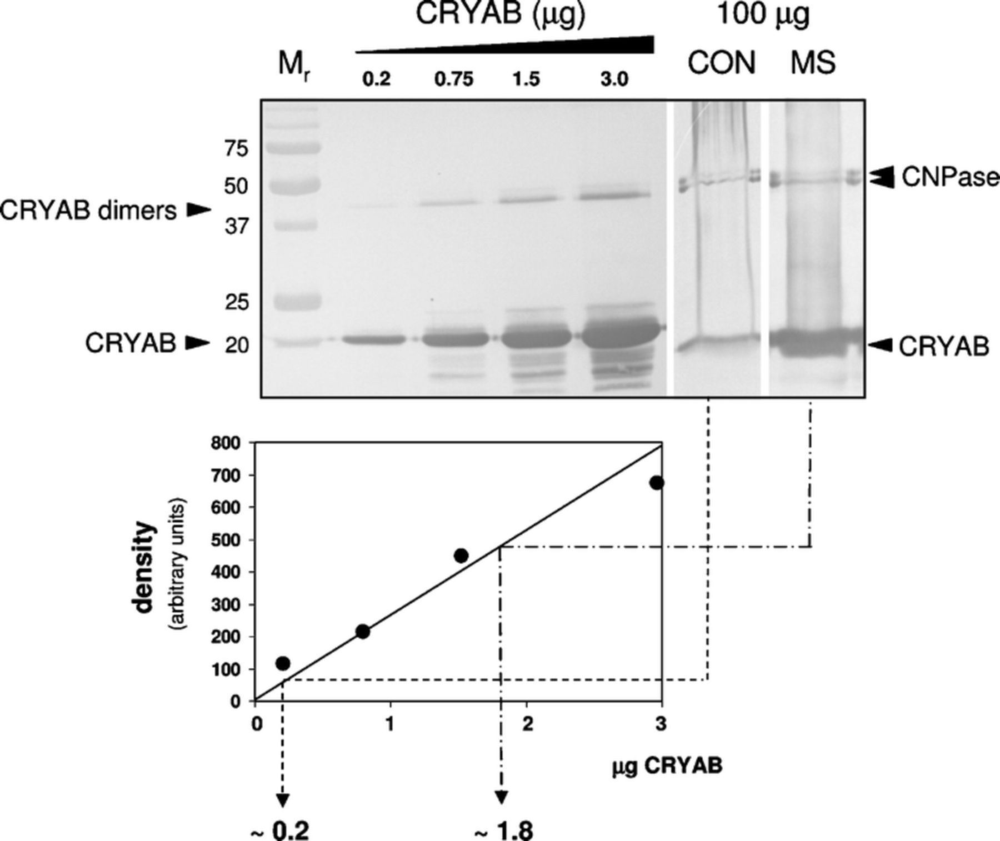 CRYAB (µg)
100 µg
Mr
0.2 0.75 1.5 3.0
CON MS
75
50
CRYAB dimers
37
25
CRYAB
20
CNPase
CRYAB
800
700
600
500
400
300
200
100
0
density
(arbitrary units)
0 1 2 3
µg CRYAB
~ 0.2
~ 1.8